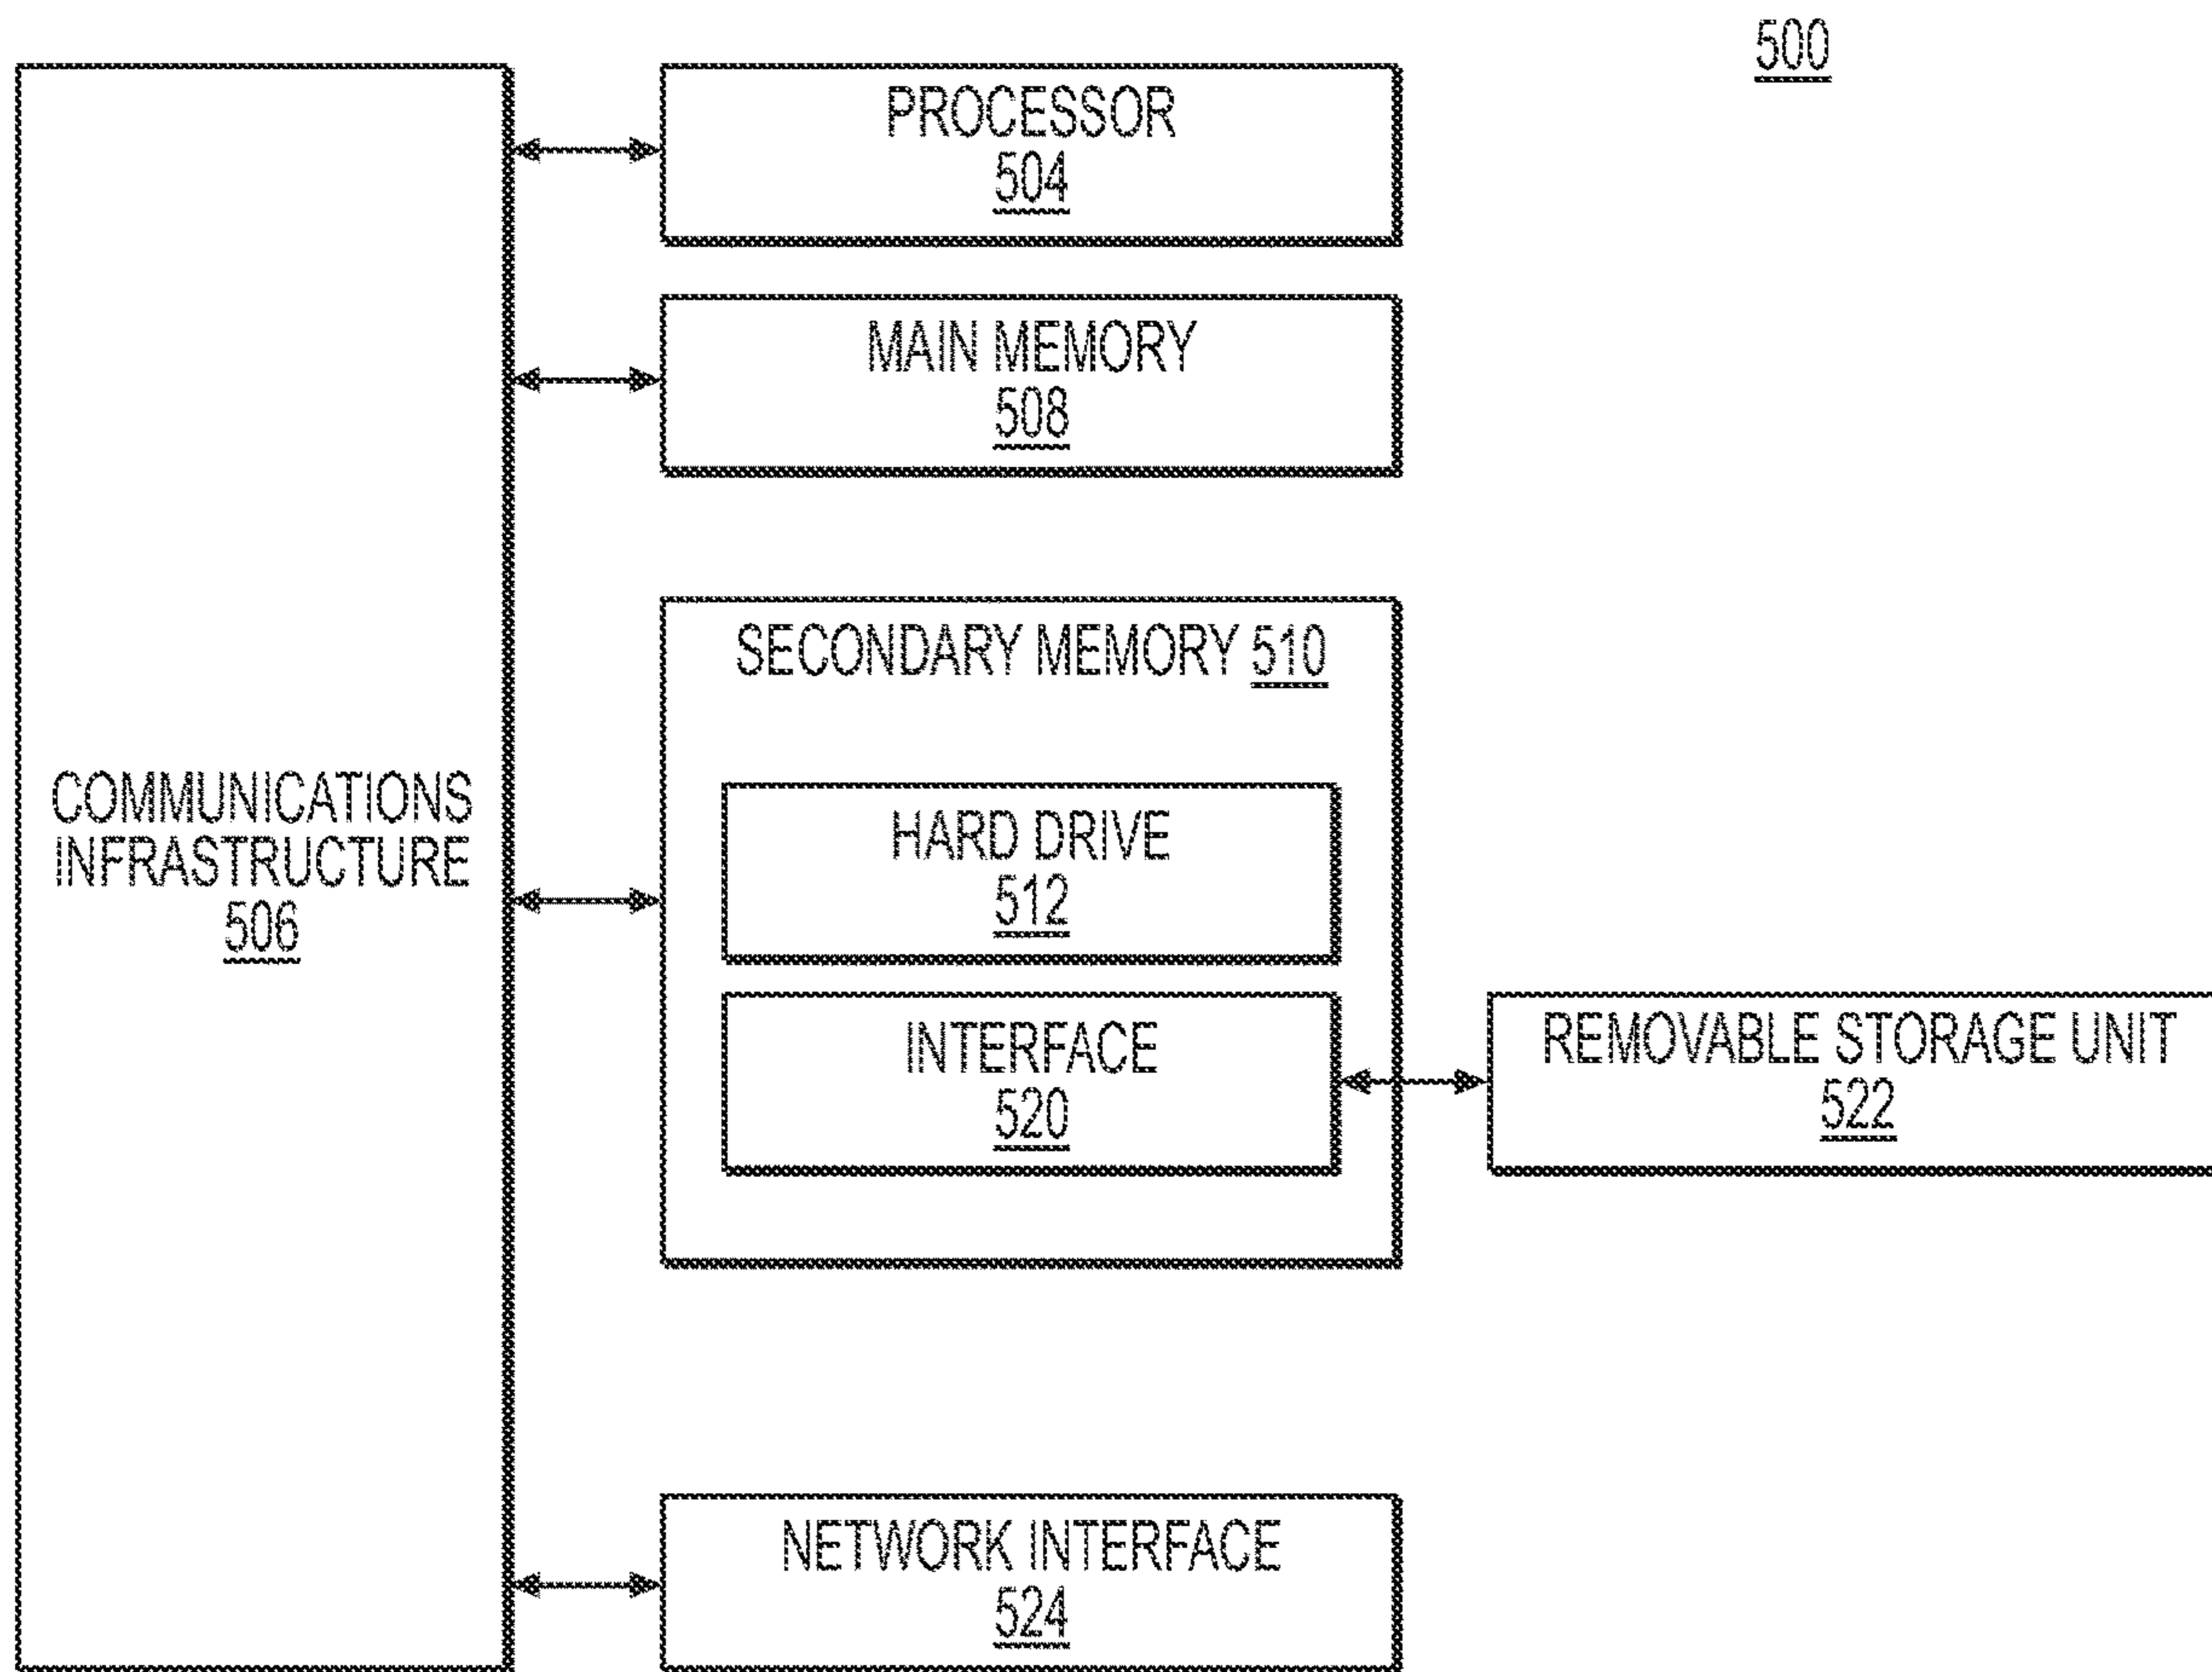 500
PROCESSOR
504
MAIN MEMORY
508
SECONDARY MEMORY 510
COMMUNICATIONS
INFRASTRUCTURE
506
HARD DRIVE
512
INTERFACE
520
REMOVABLE STORAGE UNIT
522
NETWORK INTERFACE
524